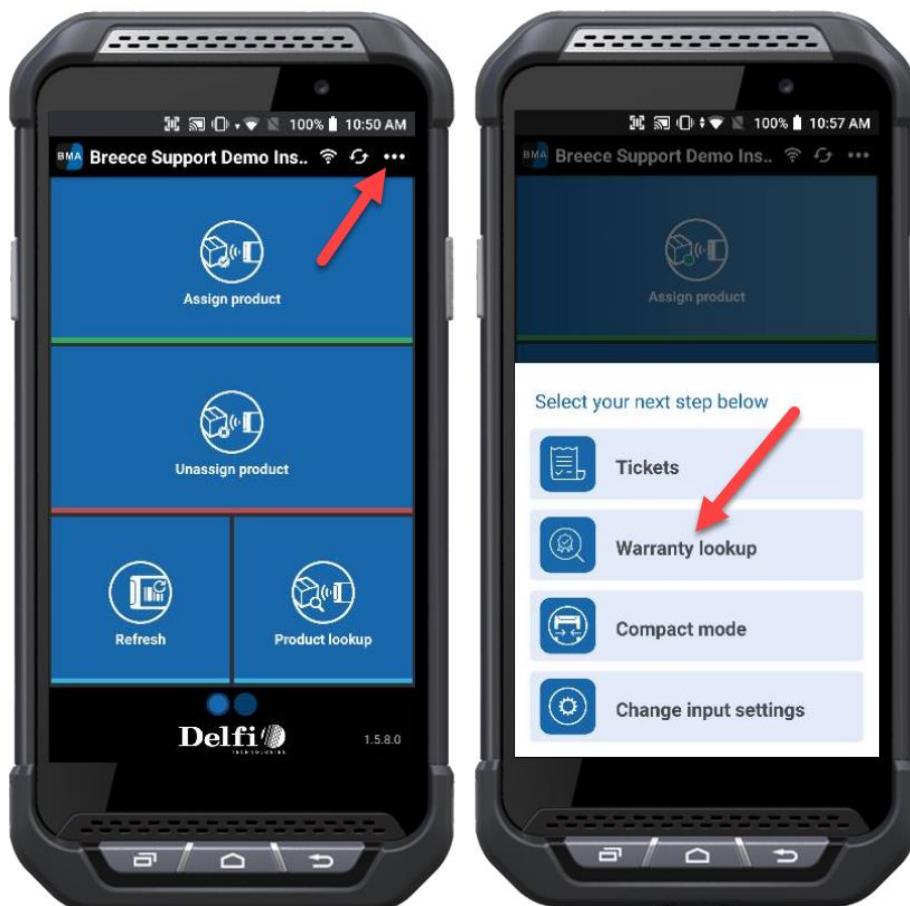 100% 10:50 AM
BMA Breece Support Demo Ins..
Assign product
Unassign product
Refresh
Product lookup
Delfi
TECHNOLOGIES
1.5.8.0
100% 10:57 AM
BMA Breece Support Demo Ins..
Assign product
Select your next step below
Tickets
Warranty lookup
Compact mode
Change input settings